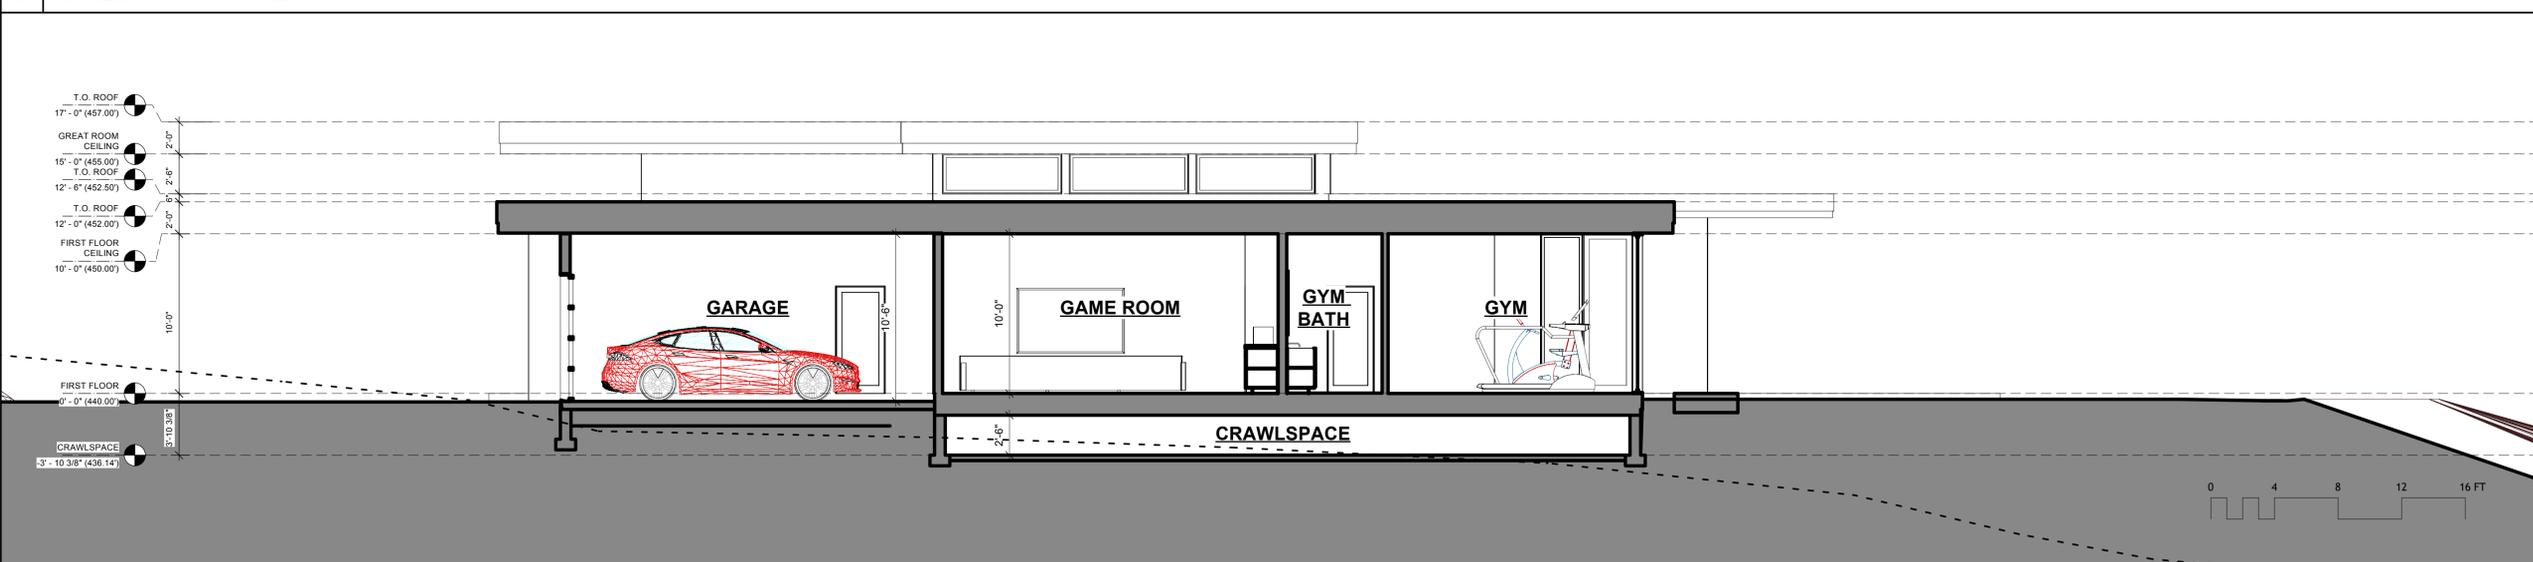 T.O. ROOF
17' - 0" (457.00')
GREAT ROOM
CEILING
15' - 0" (455.00')
T.O. ROOF
12' - 6" (452.50')
T.O. ROOF
12' - 0" (452.00')
FIRST FLOOR
CEILING
10' - 0" (450.00')
FIRST FLOOR
0' - 0" (440.00')
CRAWLSPACE
-3' - 10 3/8" (436.14')
2'-0"
2'-6"
6"
2'-0"
10'-0"
3'-10 3/8"
GARAGE
10'-6"
10'-0"
GAME ROOM
GYM
BATH
GYM
2'-6"
CRAWLSPACE
0 4 8 12 16 FT